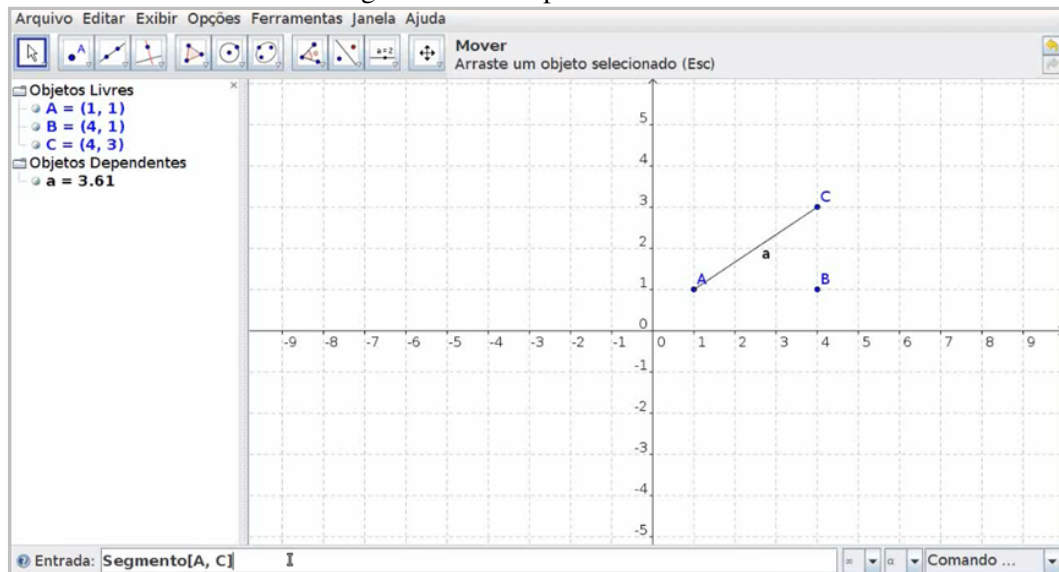 Arquivo Editar Exibir Opções Ferramentas Janela Ajuda
A
a=2
Mover
Arraste um objeto selecionado (Esc)
Objetos Livres
A = (1, 1)
B = (4, 1)
C = (4, 3)
Objetos Dependentes
a = 3.61
5
4
3
2
1
0
-1
-2
-3
-4
-5
-9 -8 -7 -6 -5 -4 -3 -2 -1 0 1 2 3 4 5 6 7 8 9
C
a
A
B
Entrada: Segmento[A, C]
α
Comando ...